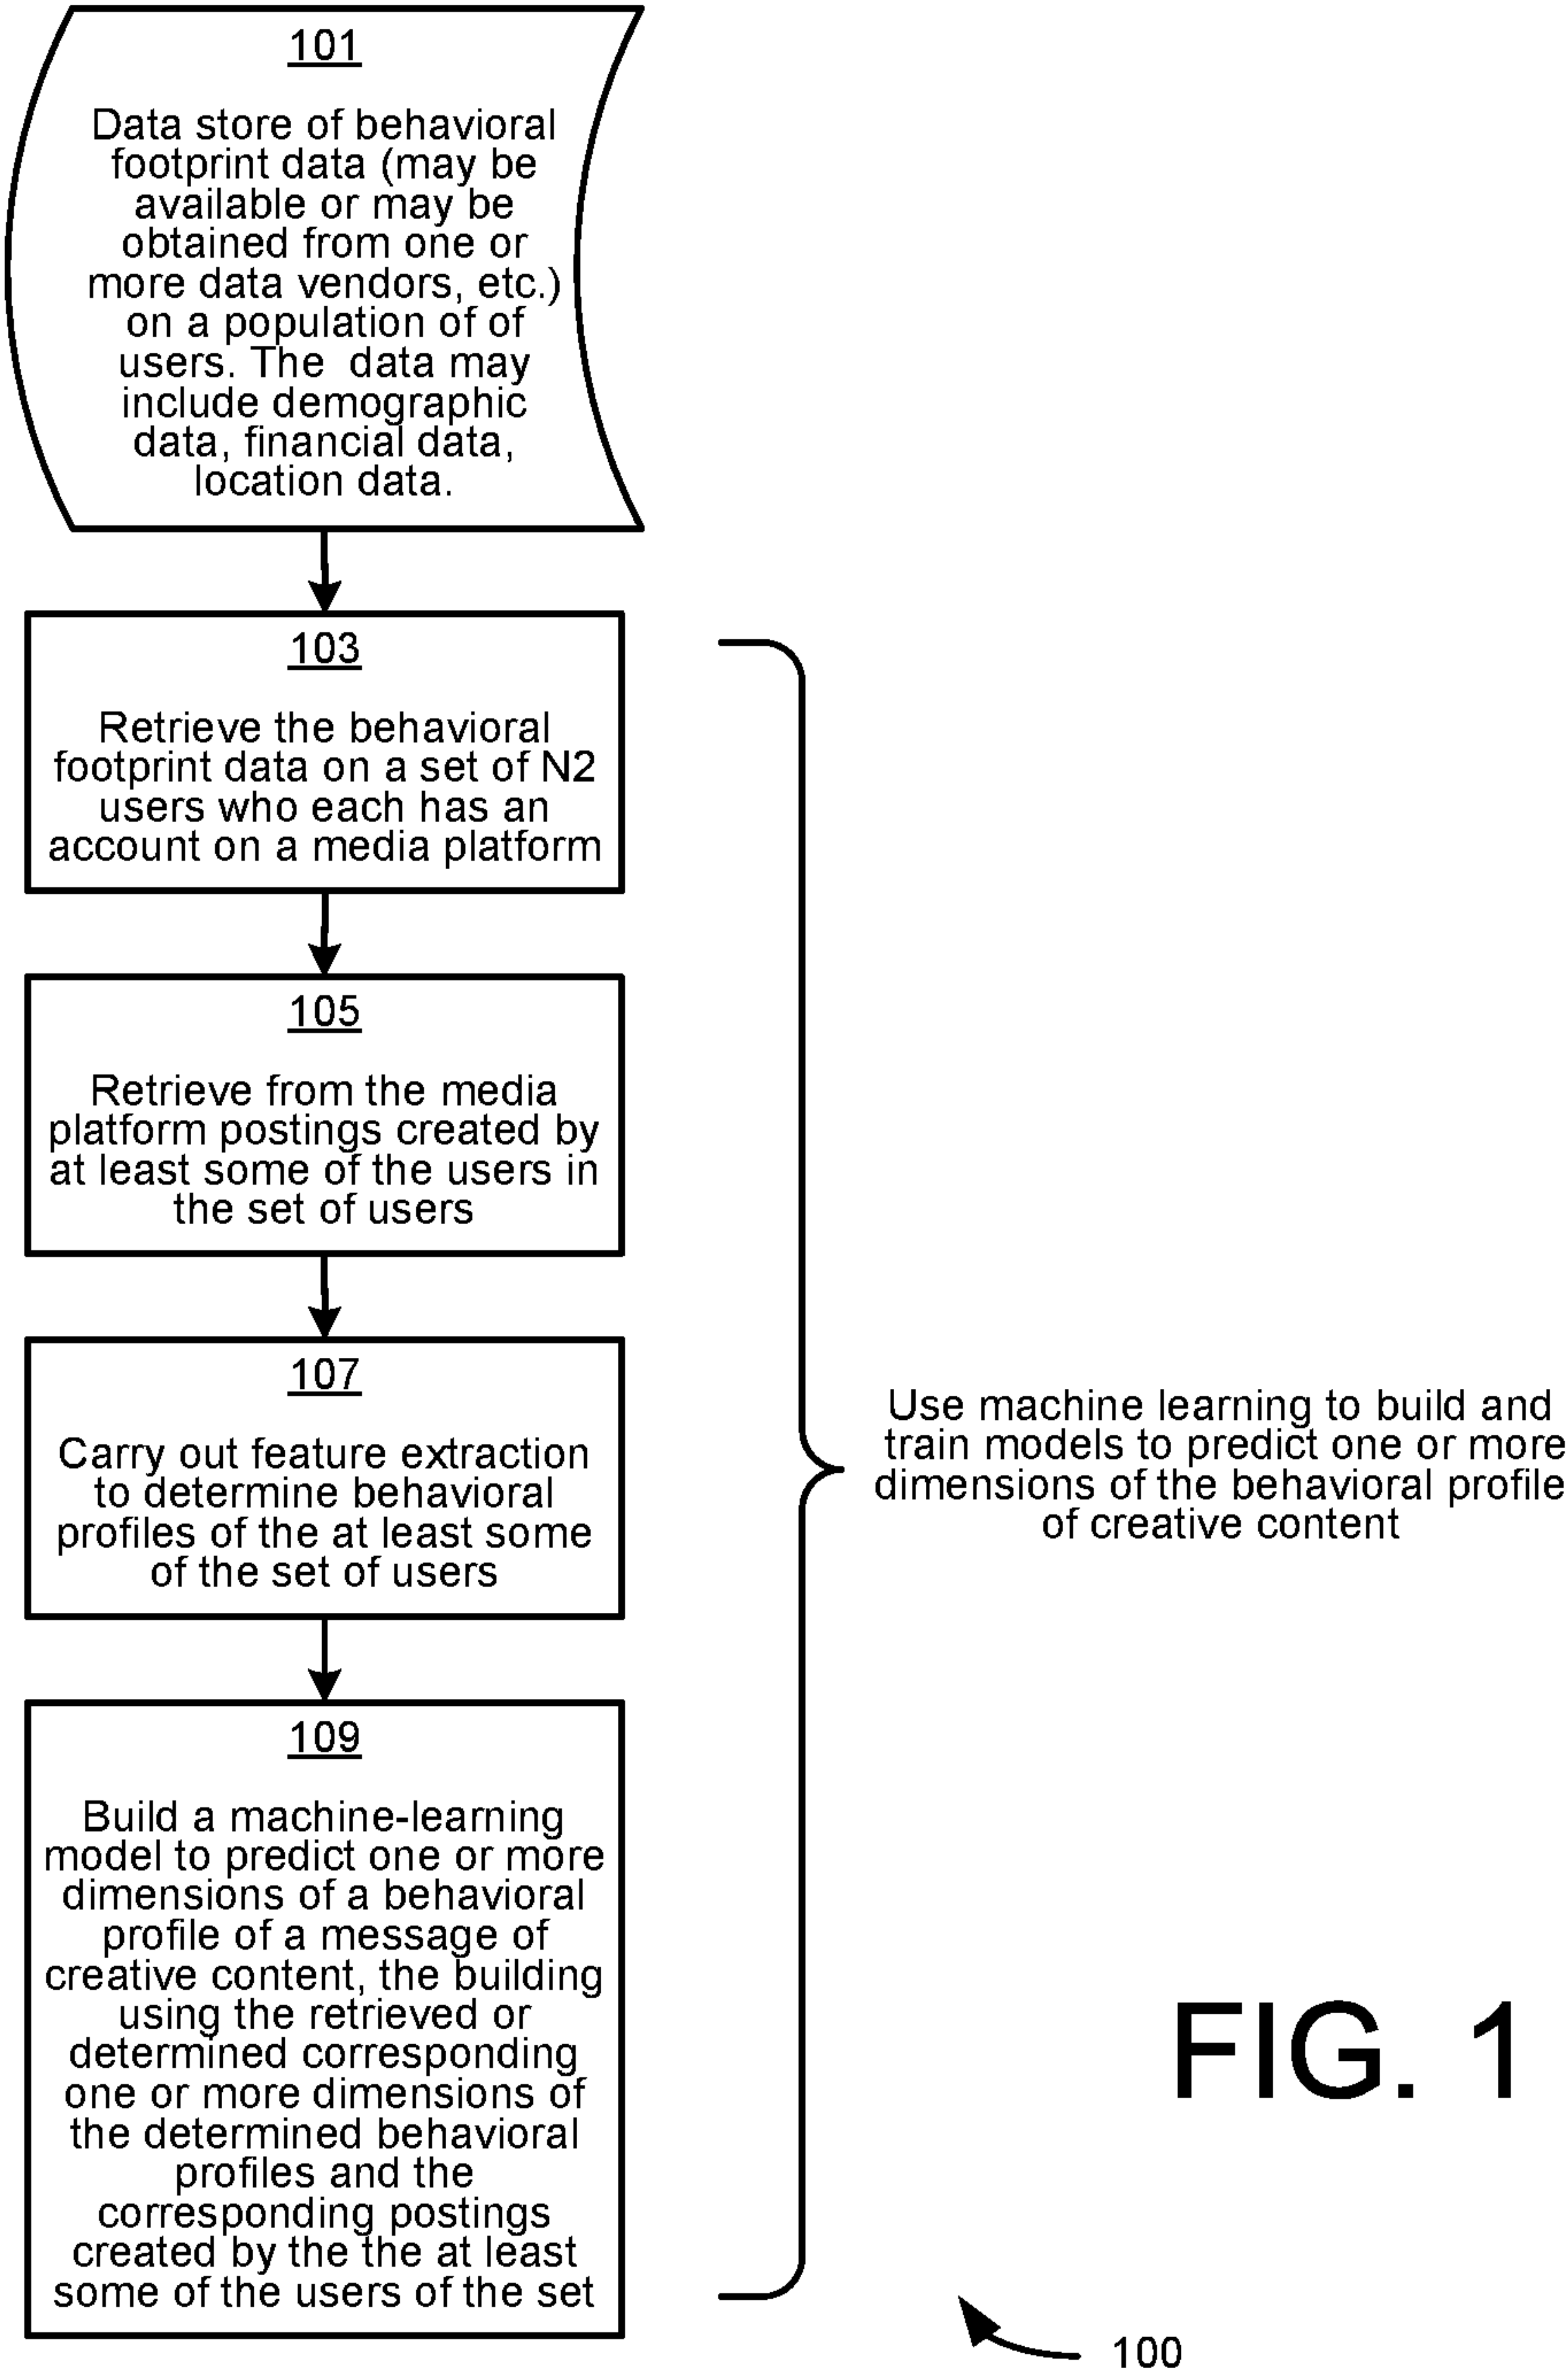 101
Data store of behavioral
footprint data (may be
available or may be
obtained from one or
more data vendors, etc.)
on a population of of
users. The data may
include demographic
data, financial data,
location data.
103
Retrieve the behavioral
footprint data on a set of N2
users who each has an
account on a media platform
105
Retrieve from the media
platform postings created by
at least some of the users in
the set of users
107
Carry out feature extraction
to determine behavioral
profiles of the at least some
of the set of users
109
Build a machine-learning
model to predict one or more
dimensions of a behavioral
profile of a message of
creative content, the building
using the retrieved or
determined corresponding
one or more dimensions of
the determined behavioral
profiles and the
corresponding postings
created by the the at least
some of the users of the set
Use machine learning to build and
train models to predict one or more
dimensions of the behavioral profile
of creative content
FIG. 1
100